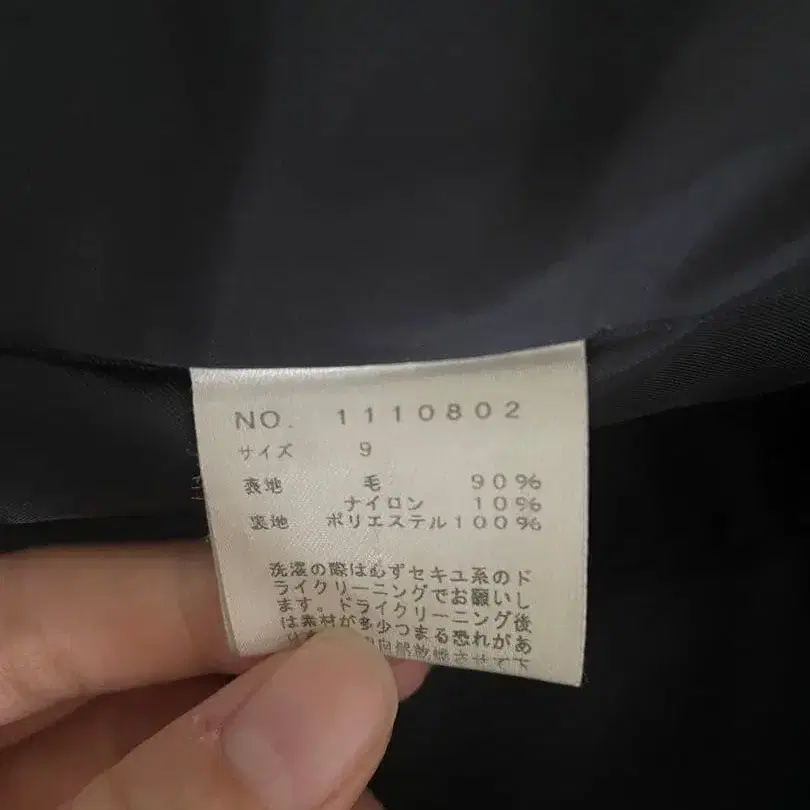 NO. 1110802
サイズ 9
表地 毛 90%
ナイロン 10%
裏地 ポリエステル100%
洗濯の際は必ずセキユ系のド
ライクリーニングでお願いし
ます。ドライクリーニング後
は素材が多少つまる恐れがあ
させて下